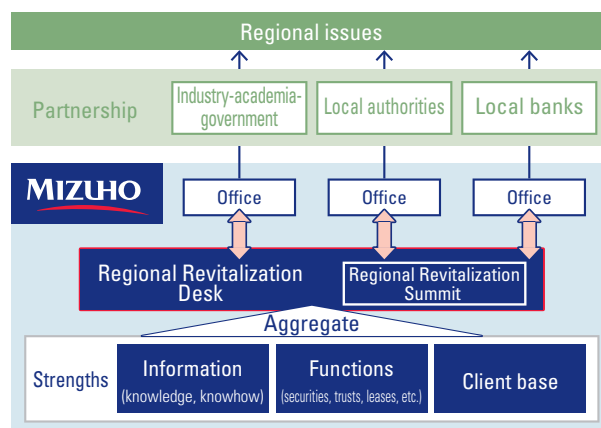 Regional issues
Partnership
Industry-academia-
government
Local authorities
Local banks
MIZUHO
Office
Office
Office
Regional Revitalization
Desk
Regional Revitalization
Summit
Aggregate
Strengths
Information
(knowledge, knowhow)
Functions
(securities, trusts, leases, etc.)
Client base